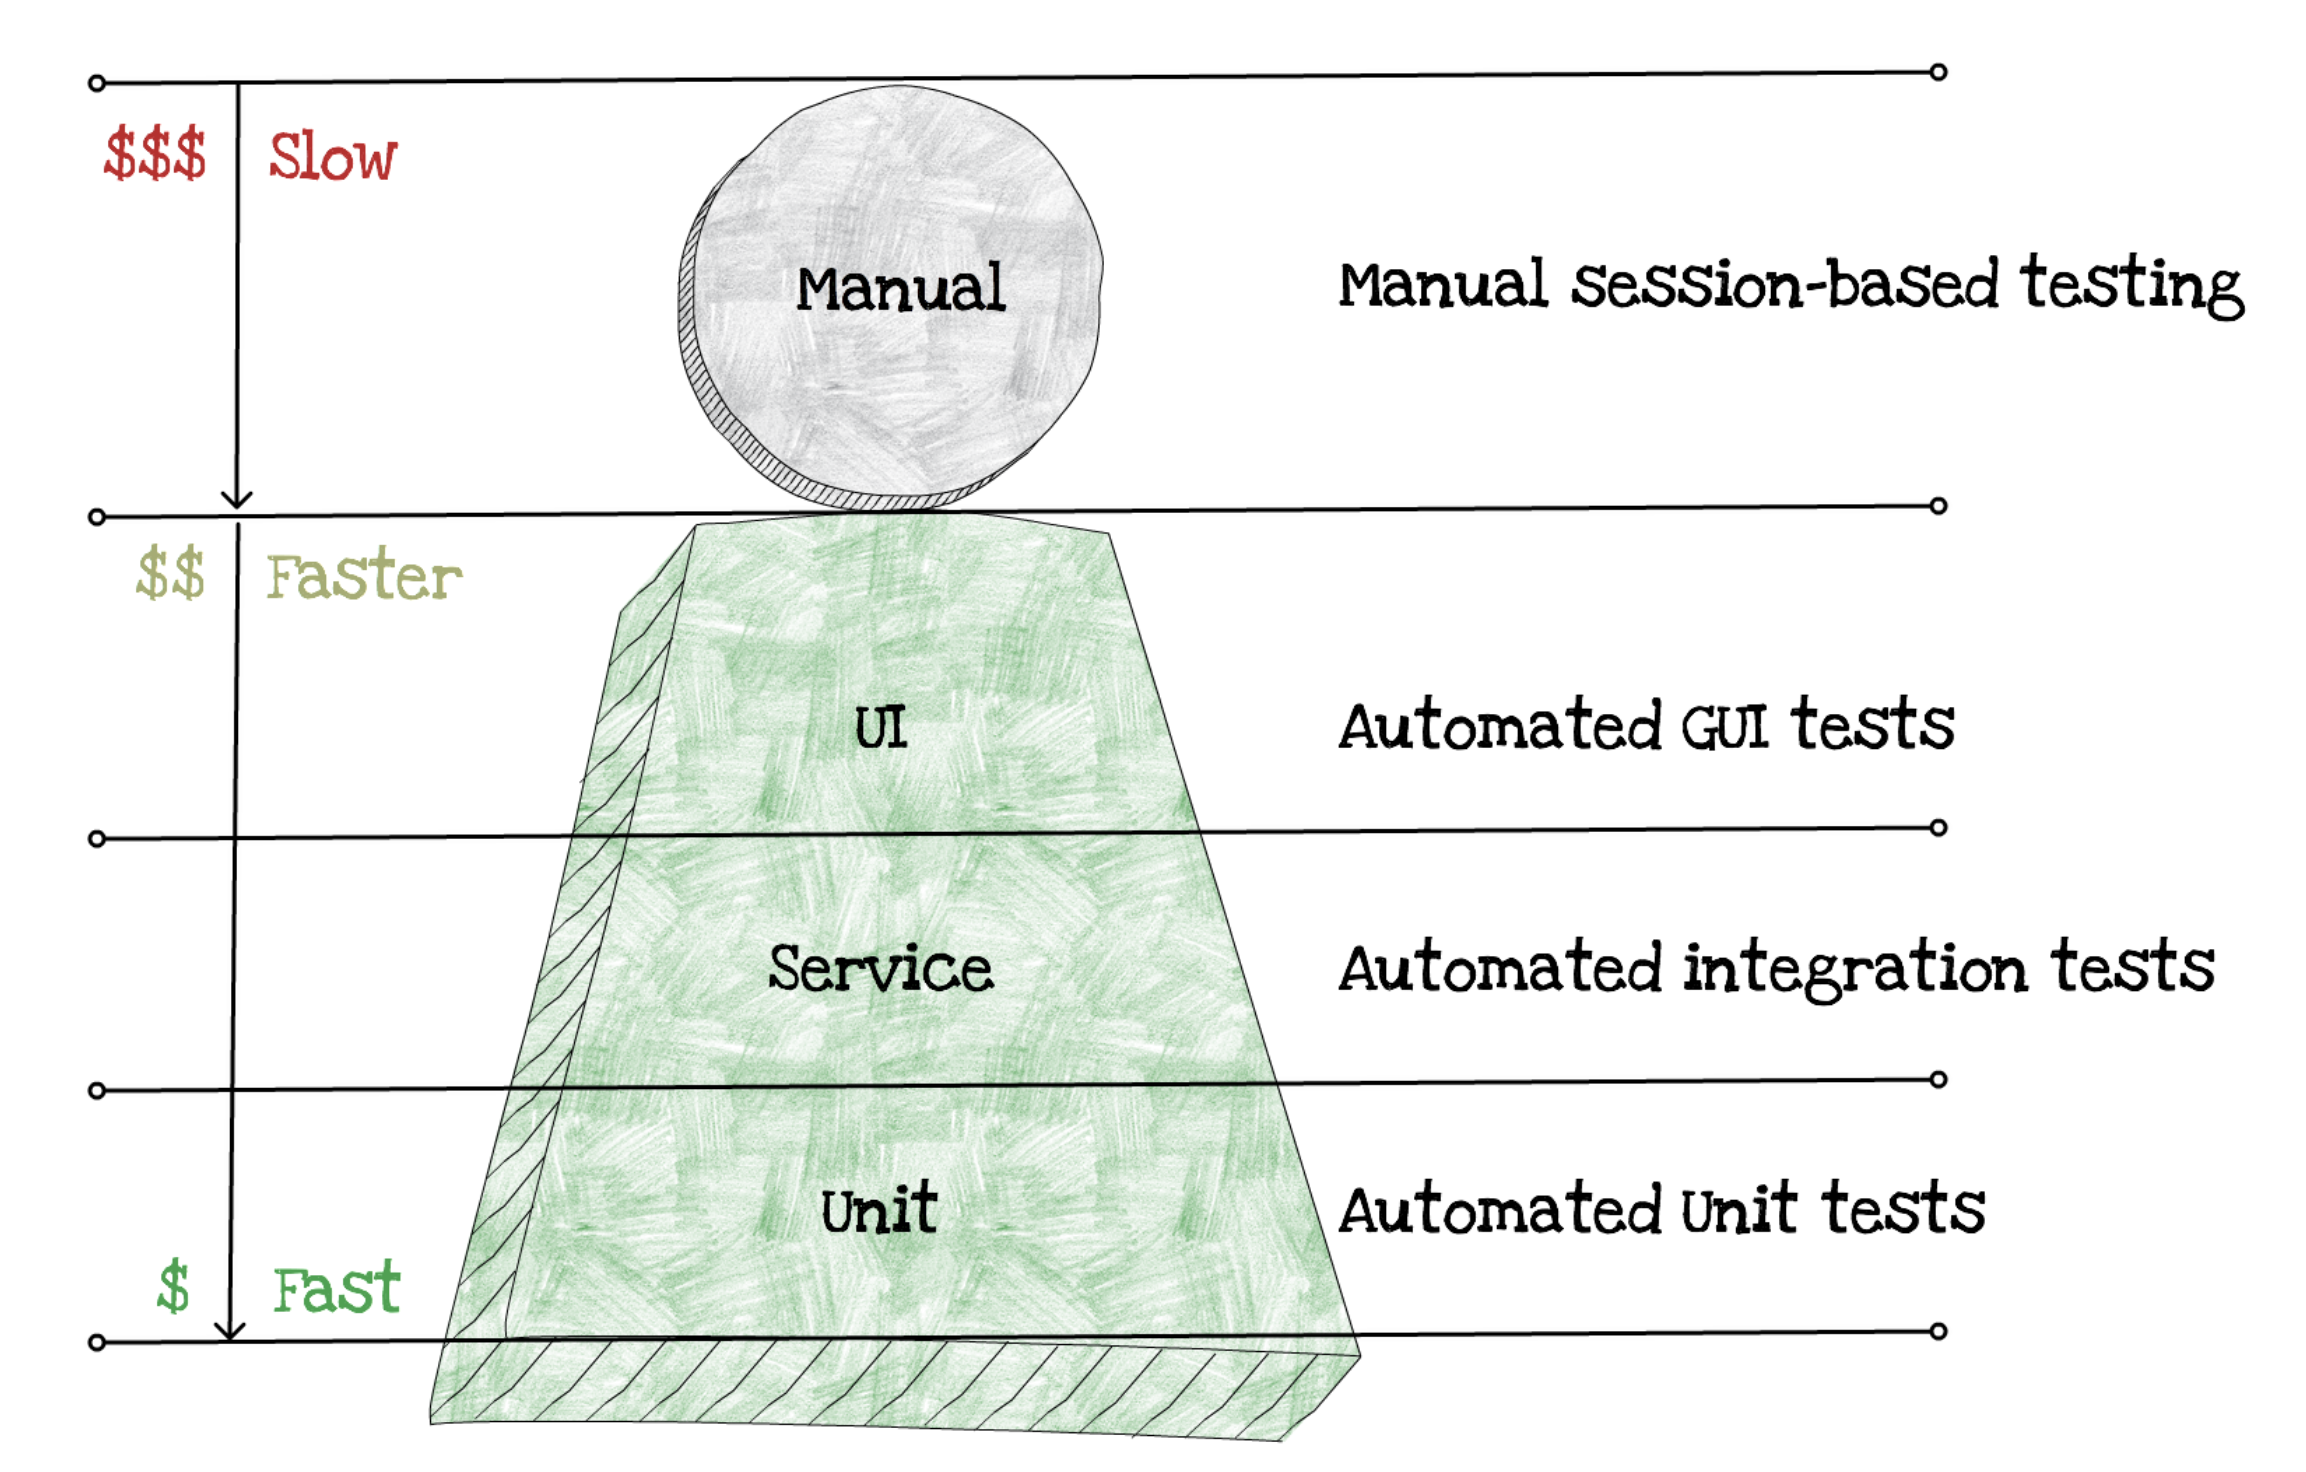 $$$ Slow
Manual
Manual session-based testing
$$ Faster
UI
Automated GUI tests
Service
Automated integration tests
Unit
Automated Unit tests
$ Fast